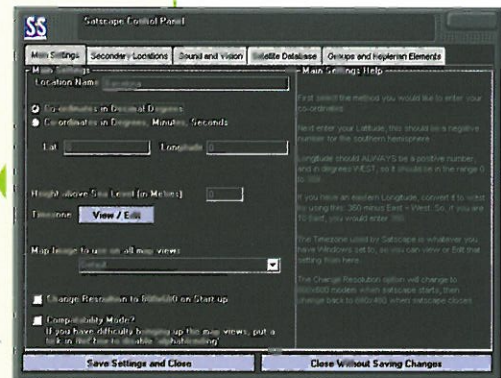 SS
Satscape Control Panel
Main Settings
Secondary Locations
Sound and Vision
Satellite Database
Groups and Keplerian Elements
Main Settings
Location Name
Co-ordinates in Decimal Degrees
Co-ordinates in Degrees, Minutes, Seconds
Lat
Longitude
Height above Sea Level (in Metres)
Timezone
View / Edit
Map Image to use on all map views
Default
Change Resolution to 800x600 on Start up
Compatibility Mode?
If you have difficulty bringing up the map views, put a
tick in this box to disable 'alphablending'
Main Settings Help
First select the method you would like to enter your
co-ordinates.
Next enter your Latitude, this should be a negative
number for the southern hemisphere.
Longitude should ALWAYS be a positive number
and in degrees WEST, so it should be in the range 0
to
If you have an eastern Longitude, convert it to west
by using this: 360 minus East = West. So, if you are
10 East, you would enter
The Timezone used by Satscape is whatever you
have Windows set to, so you can view or Edit that
setting from here.
The Change Resolution option will change to
800x600 when satscape starts, then
change back to 640x480 when satscape closes.
Save Settings and Close
Close Without Saving Changes